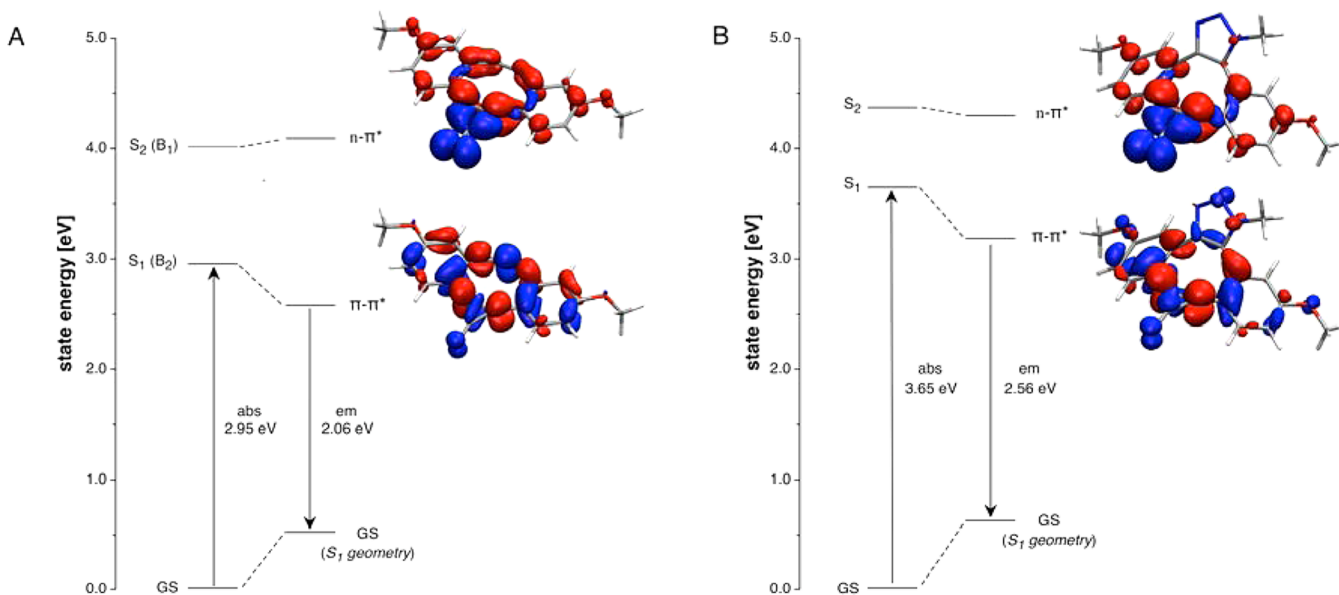 A
state energy [eV]
5.0
4.0
3.0
2.0
1.0
0.0
S₂ (B₁)
n-π*
S₁ (B₂)
π-π*
abs
2.95 eV
em
2.06 eV
GS
(S₁ geometry)
GS
B
state energy [eV]
5.0
4.0
3.0
2.0
1.0
0.0
S₂
n-π*
S₁
π-π*
abs
3.65 eV
em
2.56 eV
GS
(S₁ geometry)
GS